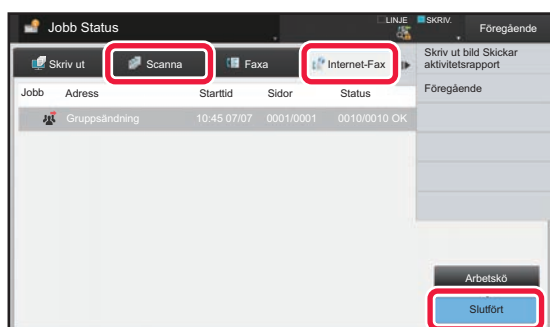 Jobb Status
LINJE
SKRIV.
Föregående
Skriv ut
Scanna
Faxa
Internet-Fax
Skriv ut bild Skickar
aktivitetsrapport
Föregående
Jobb Adress Starttid Sidor Status
Gruppsändning 10:45 07/07 0001/0001 0010/0010 OK
Arbetskö
Slutfört